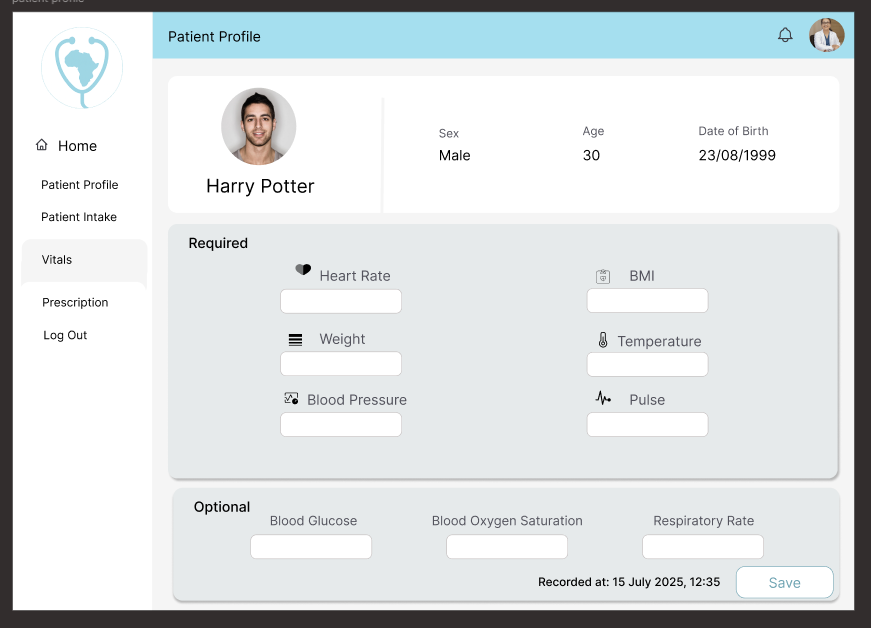 patient profile
Patient Profile
Home
Patient Profile
Patient Intake
Vitals
Prescription
Log Out
Harry Potter
Sex
Male
Age
30
Date of Birth
23/08/1999
Required
Heart Rate
BMI
Weight
Temperature
Blood Pressure
Pulse
Optional
Blood Glucose
Blood Oxygen Saturation
Respiratory Rate
Recorded at: 15 July 2025, 12:35
Save